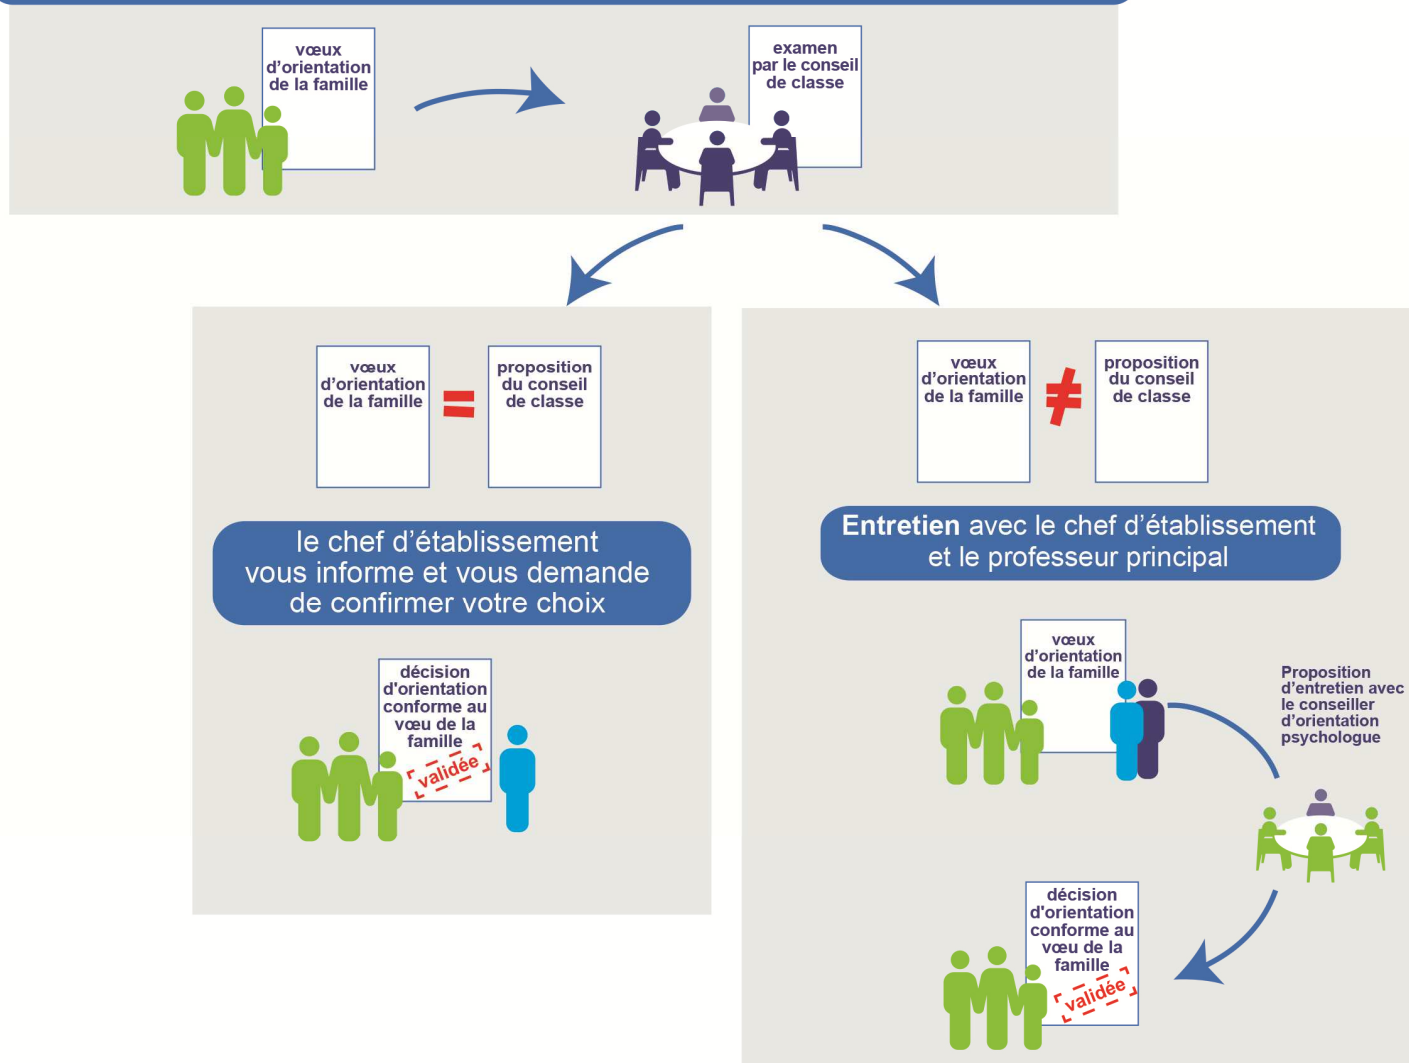 vœux
d’orientation
de la famille
examen
par le conseil
de classe
vœux
d’orientation
de la famille
=
proposition
du conseil
de classe
le chef d’établissement
vous informe et vous demande
de confirmer votre choix
décision
d'orientation
conforme au
vœu de la
famille
validée
vœux
d’orientation
de la famille
≠
proposition
du conseil
de classe
Entretien avec le chef d’établissement
et le professeur principal
vœux
d’orientation
de la famille
Proposition
d’entretien avec
le conseiller
d’orientation
psychologue
décision
d'orientation
conforme au
vœu de la
famille
validée